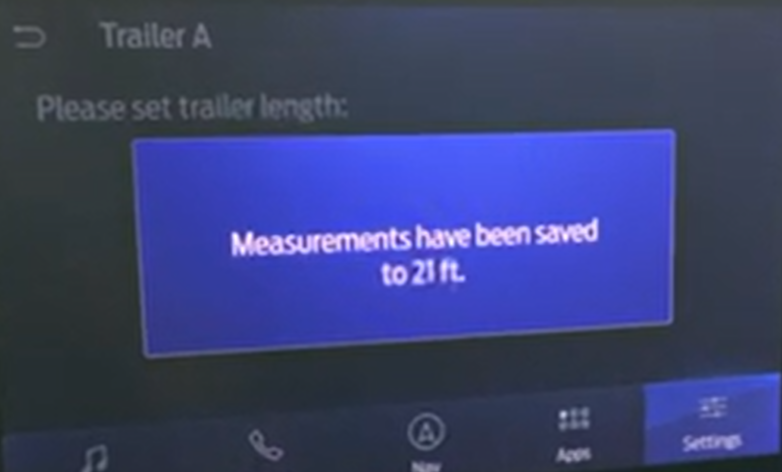 Trailer A
Please set trailer length:
Measurements have been saved
to 21 ft.
Nav
Apps
Settings